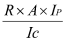 R × A × I_P
Ic